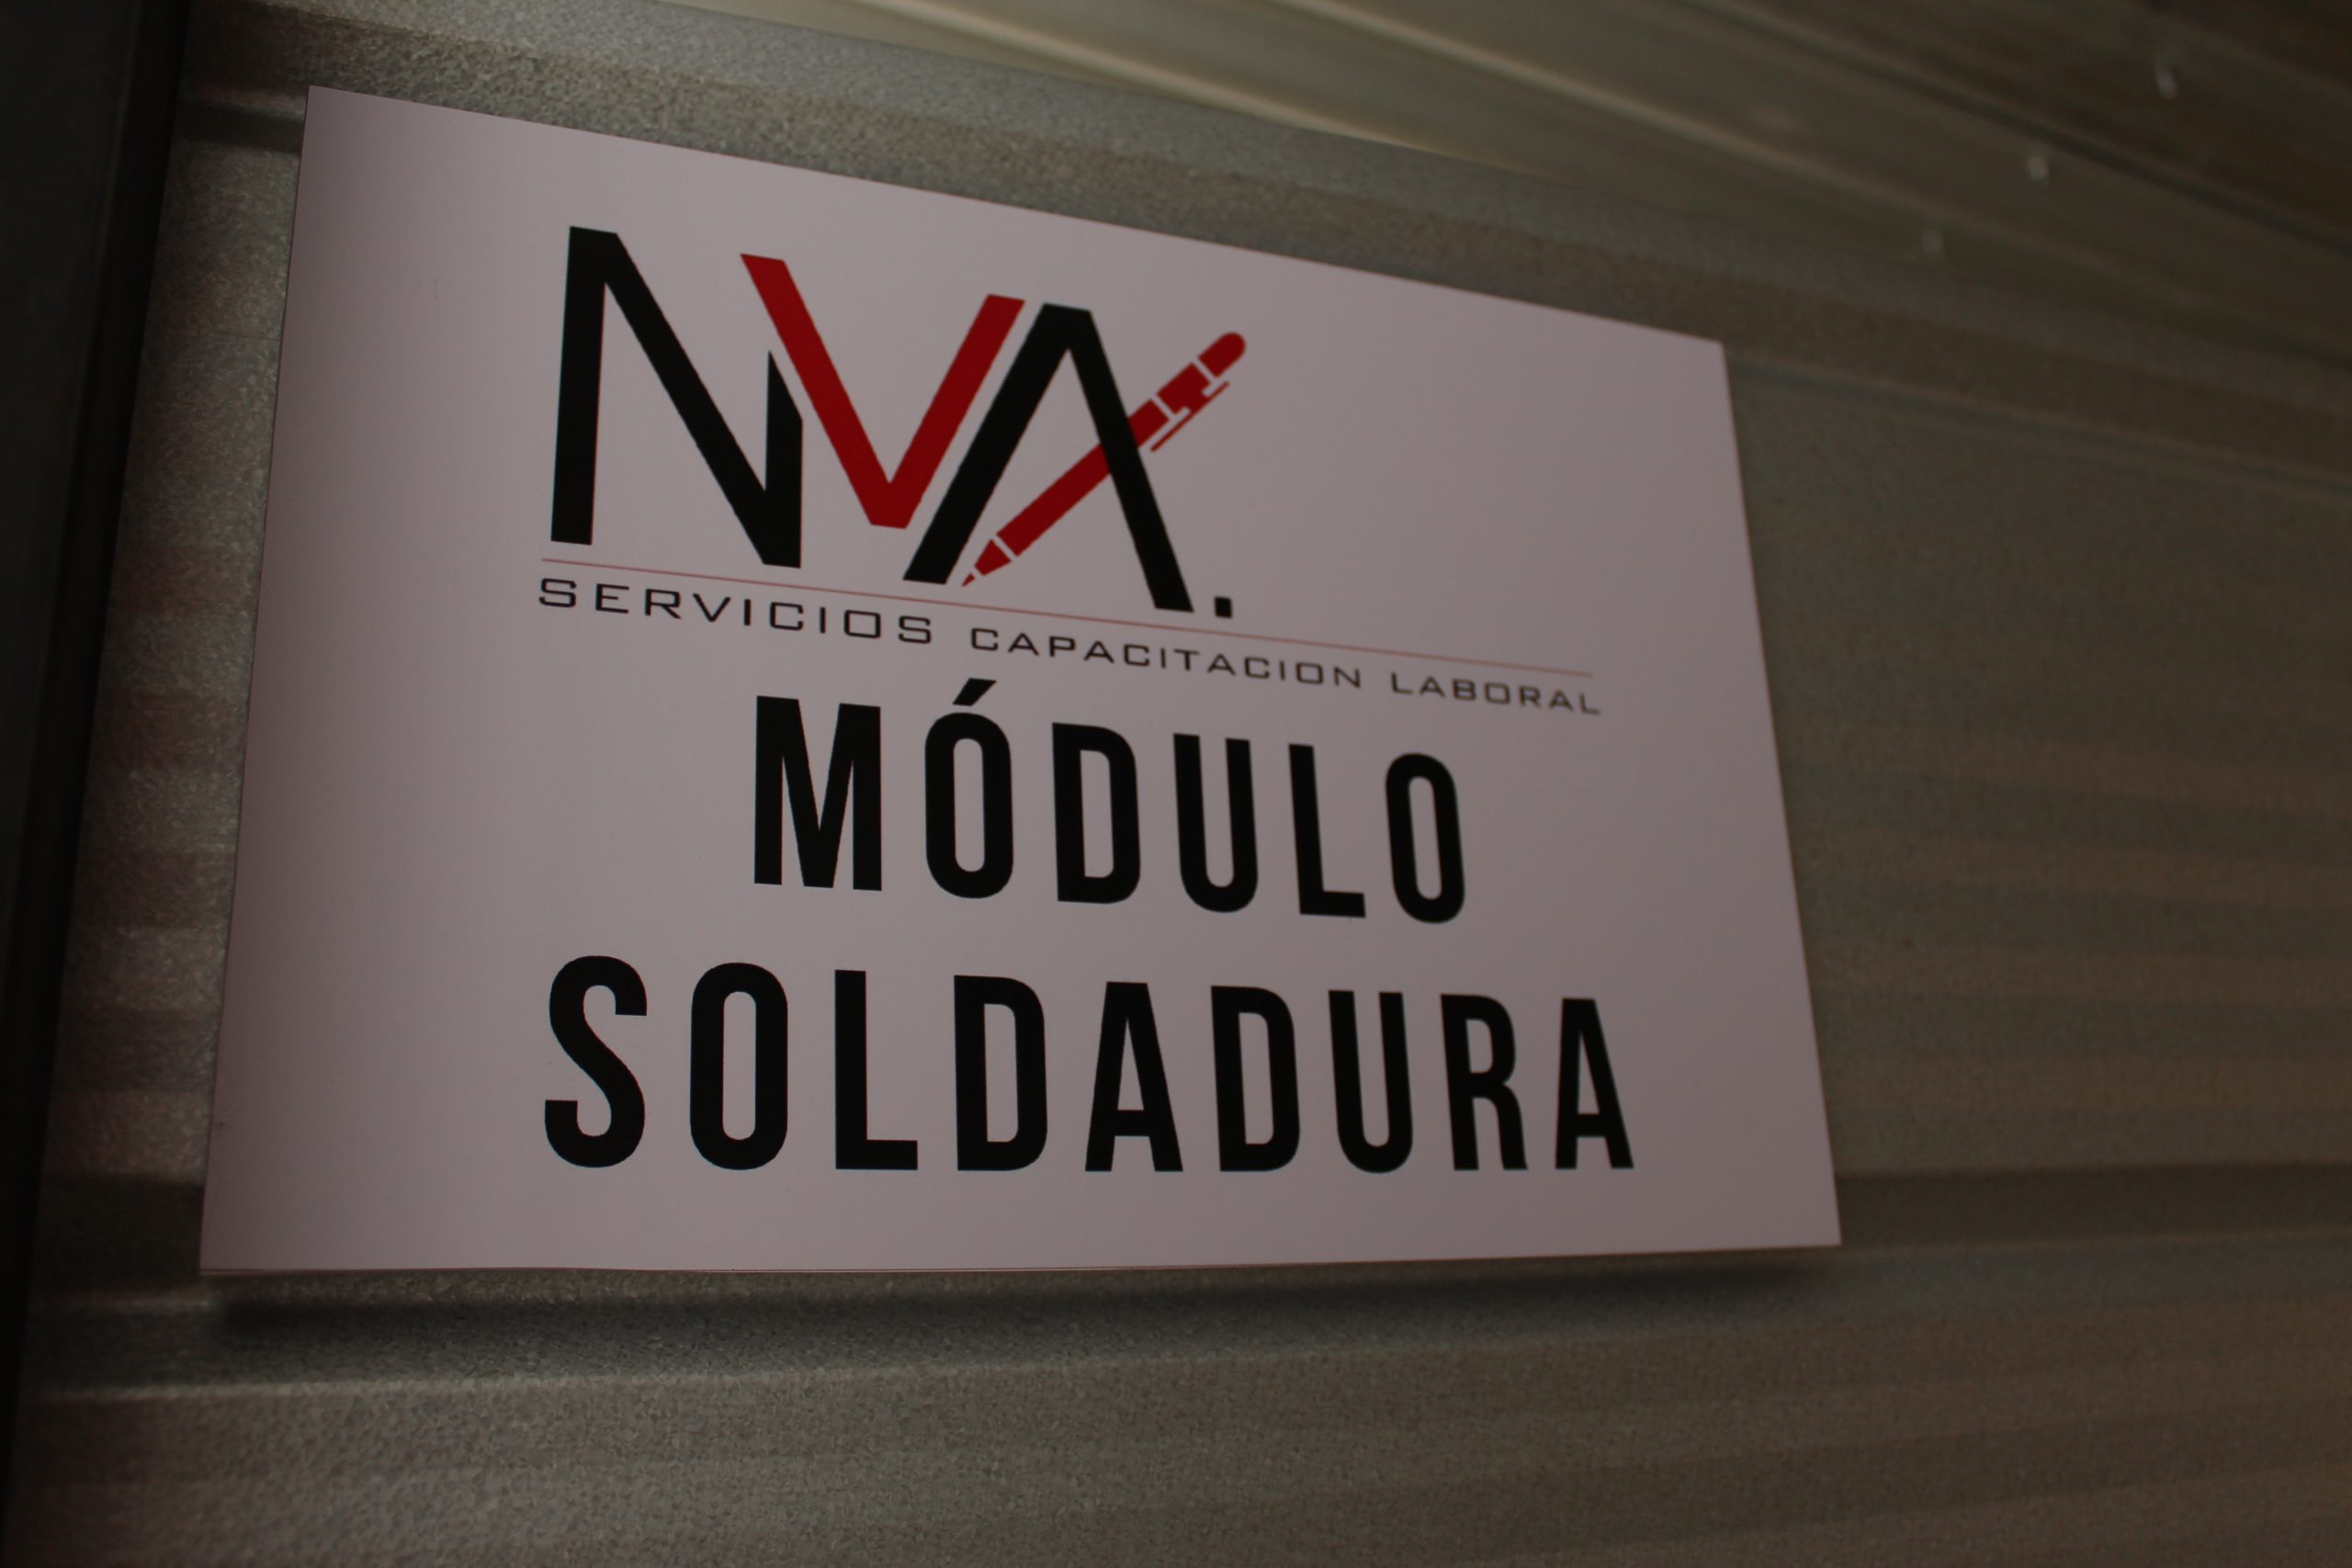 NVA.
SERVICIOS CAPACITACION LABORAL
MÓDULO
SOLDADURA